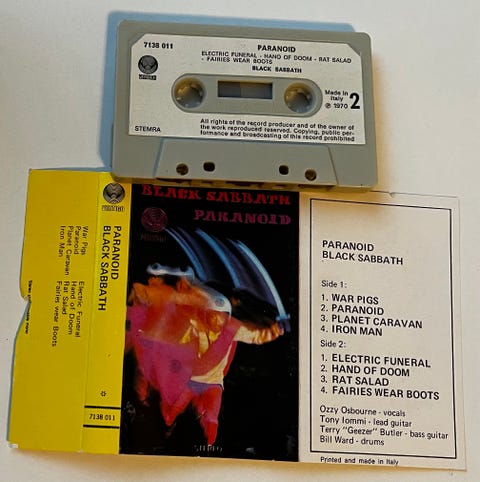 7138 011
PARANOID
ELECTRIC FUNERAL - HAND OF DOOM - RAT SALAD
- FAIRIES WEAR BOOTS
BLACK SABBATH
VERTIGO
Made in
Italy
℗ 1970
2
STEMRA
All rights of the record producer and of the owner of
the work reproduced reserved. Copying, public per-
formance and broadcasting of this record prohibited
War Pigs
Paranoid
Planet Caravan
Iron Man
Electric Funeral
Hand of Doom
Rat Salad
Fairies wear Boots
VERTIGO
PARANOID
BLACK SABBATH
7138 011
BLACK SABBATH
PARANOID
VERTIGO
STEREO
PARANOID
BLACK SABBATH
Side 1:
1. WAR PIGS
2. PARANOID
3. PLANET CARAVAN
4. IRON MAN
Side 2:
1. ELECTRIC FUNERAL
2. HAND OF DOOM
3. RAT SALAD
4. FAIRIES WEAR BOOTS
Ozzy Osbourne - vocals
Tony Iommi - lead guitar
Terry "Geezer" Butler - bass guitar
Bill Ward - drums
Printed and made in Italy